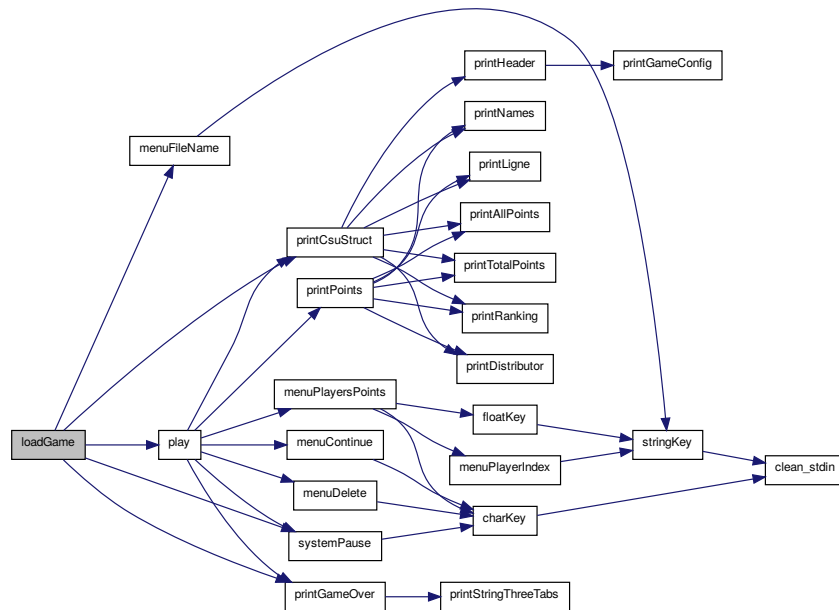 printHeader
printGameConfig
printNames
menuFileName
printLigne
printAllPoints
printCsuStruct
printTotalPoints
printPoints
printRanking
printDistributor
menuPlayersPoints
floatKey
loadGame
play
menuContinue
stringKey
menuPlayerIndex
clean_stdin
menuDelete
charKey
systemPause
printGameOver
printStringThreeTabs